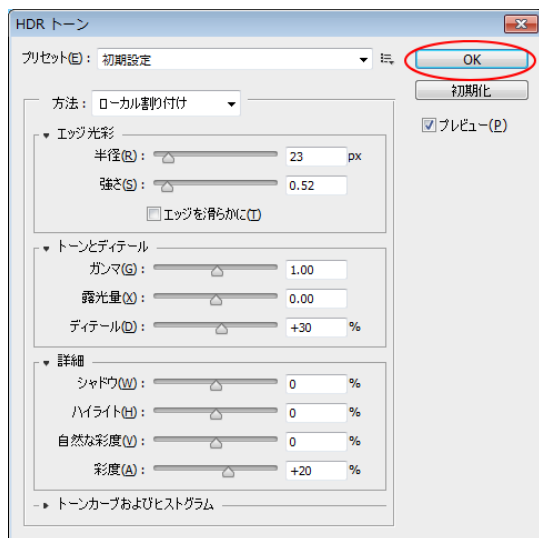 HDR トーン
プリセット(E): 初期設定
OK
初期化
プレビュー(P)
方法: ローカル割り付け
エッジ光彩
半径(R): 23 px
強さ(S): 0.52
エッジを滑らかに(T)
トーンとディテール
ガンマ(G): 1.00
露光量(X): 0.00
ディテール(D): +30 %
詳細
シャドウ(W): 0 %
ハイライト(H): 0 %
自然な彩度(V): 0 %
彩度(A): +20 %
トーンカーブおよびヒストグラム